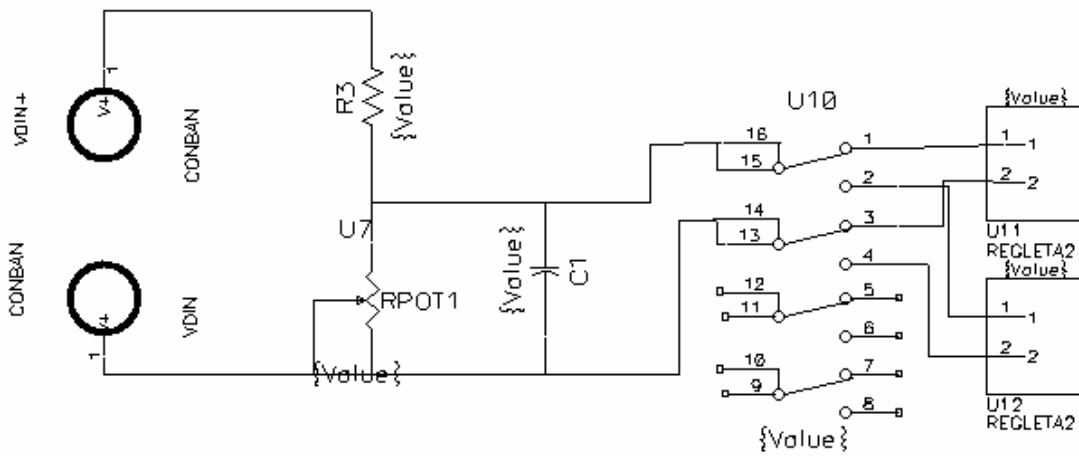 VDIN+
1
V+
CONBAN
R3
{Value}
CONBAN
V+
1
VDIN
U7
RPOT1
{Value}
{Value}
C1
U10
16
15
1
2
14
13
3
4
12
11
5
6
10
9
7
8
{Value}
{Value}
1
1
2
2
U11
REGLETA2
{Value}
1
1
2
2
U12
REGLETA2